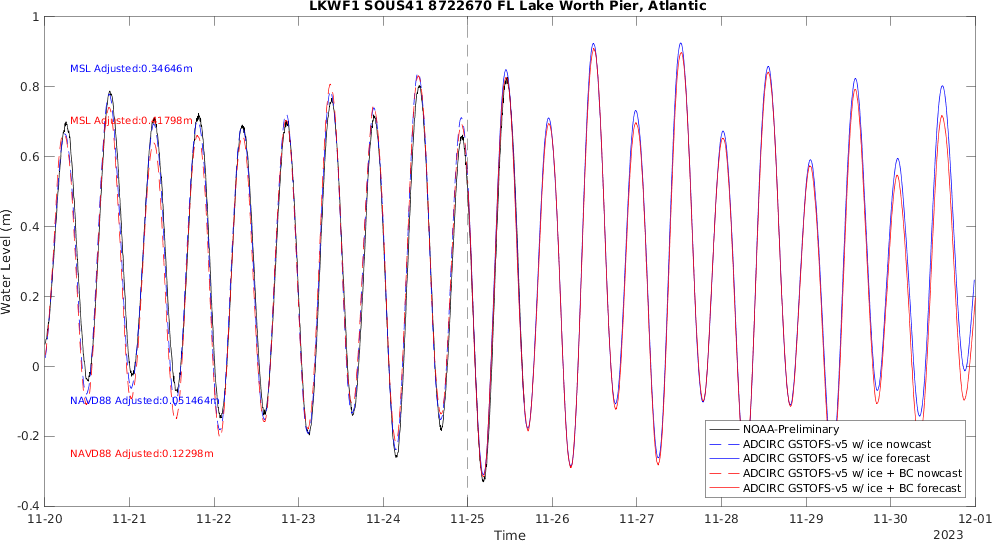 LKWF1 SOUS41 8722670 FL Lake Worth Pier, Atlantic
1
0.8
0.6
0.4
0.2
0
-0.2
-0.4
Water Level (m)
MSL Adjusted:0.34646m
MSL
NAVD88 Adjusted:0.051464m
NAVD88 Adjusted:0.12298m
NOAA-Preliminary
ADCIRC GSTOFS-v5 w/ ice nowcast
ADCIRC GSTOFS-v5 w/ ice forecast
ADCIRC GSTOFS-v5 w/ ice + BC nowcast
ADCIRC GSTOFS-v5 w/ ice + BC forecast
11-20 11-21 11-22 11-23 11-24 11-25 11-26 11-27 11-28 11-29 11-30 12-01
Time
2023